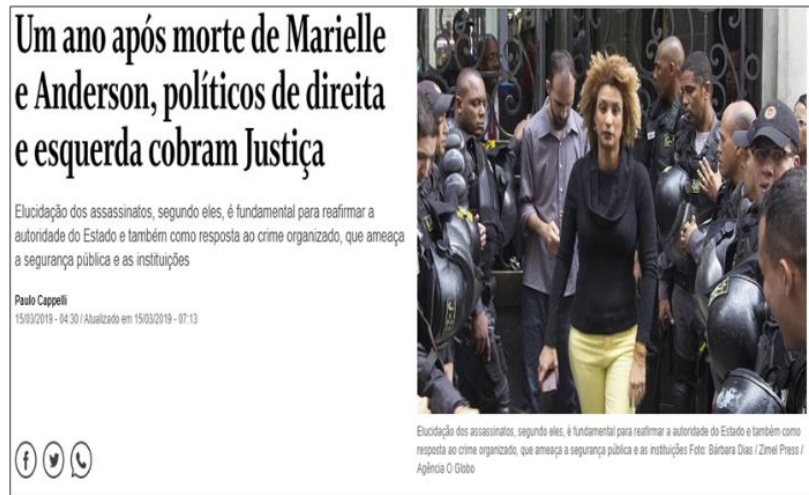 Um ano após morte de Marielle
e Anderson, políticos de direita
e esquerda cobram Justiça
Elucidação dos assassinatos, segundo eles, é fundamental para reafirmar a
autoridade do Estado e também como resposta ao crime organizado, que ameaça
a segurança pública e as instituições
Paulo Cappelli
15/03/2019 - 04:30 / Atualizado em 15/03/2019 - 07:13
Elucidação dos assassinatos, segundo eles, é fundamental para reafirmar a autoridade do Estado e também como
resposta ao crime organizado, que ameaça a segurança pública e as instituições Foto: Bárbara Dias / Zimel Press /
Agência O Globo